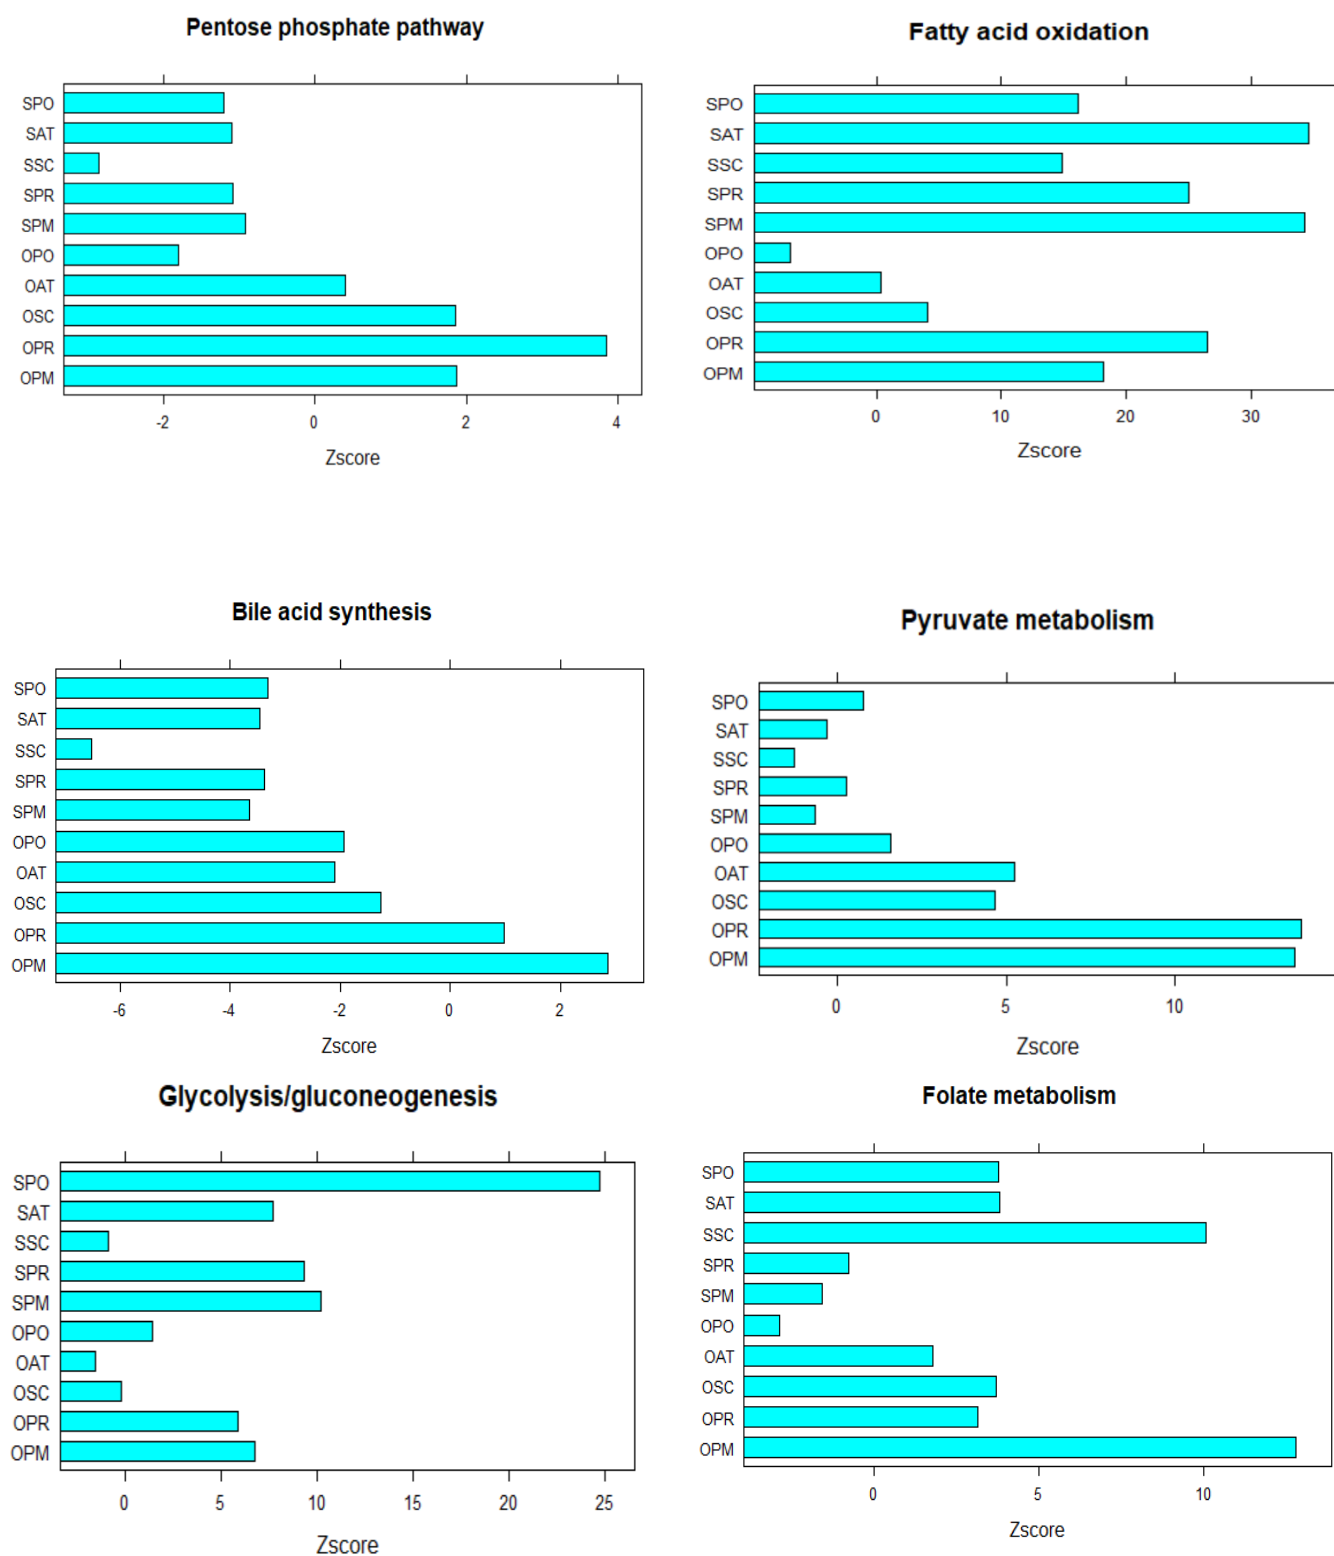 Pentose phosphate pathway
SPO
SAT
SSC
SPR
SPM
OPO
OAT
OSC
OPR
OPM
-2 0 2 4
Zscore
Fatty acid oxidation
SPO
SAT
SSC
SPR
SPM
OPO
OAT
OSC
OPR
OPM
0 10 20 30
Zscore
Bile acid synthesis
SPO
SAT
SSC
SPR
SPM
OPO
OAT
OSC
OPR
OPM
-6 -4 -2 0 2
Zscore
Pyruvate metabolism
SPO
SAT
SSC
SPR
SPM
OPO
OAT
OSC
OPR
OPM
0 5 10
Zscore
Glycolysis/gluconeogenesis
SPO
SAT
SSC
SPR
SPM
OPO
OAT
OSC
OPR
OPM
0 5 10 15 20 25
Zscore
Folate metabolism
SPO
SAT
SSC
SPR
SPM
OPO
OAT
OSC
OPR
OPM
0 5 10
Zscore